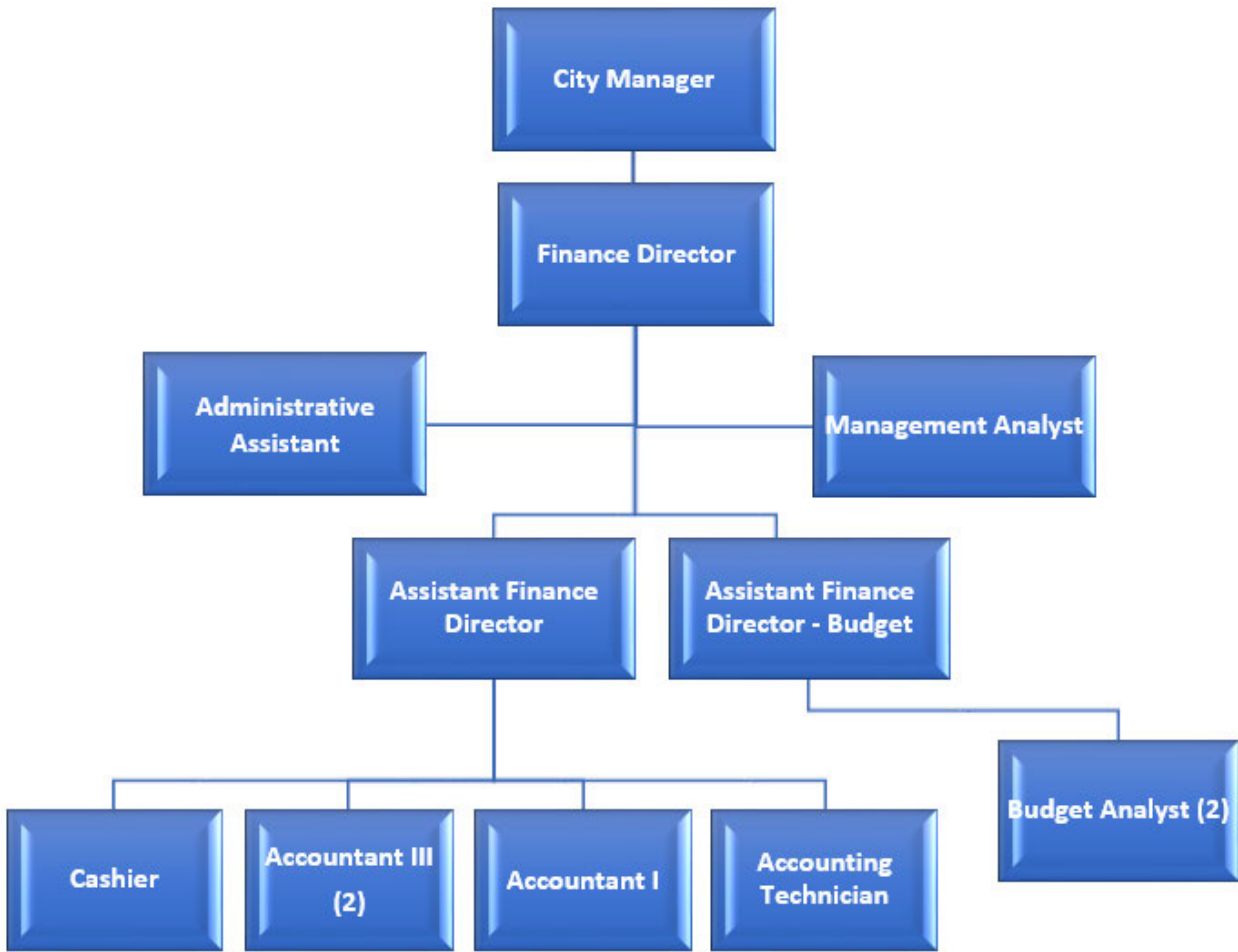 City Manager
Finance Director
Administrative
Assistant
Management Analyst
Assistant Finance
Director
Assistant Finance
Director - Budget
Budget Analyst (2)
Cashier
Accountant III
(2)
Accountant I
Accounting
Technician